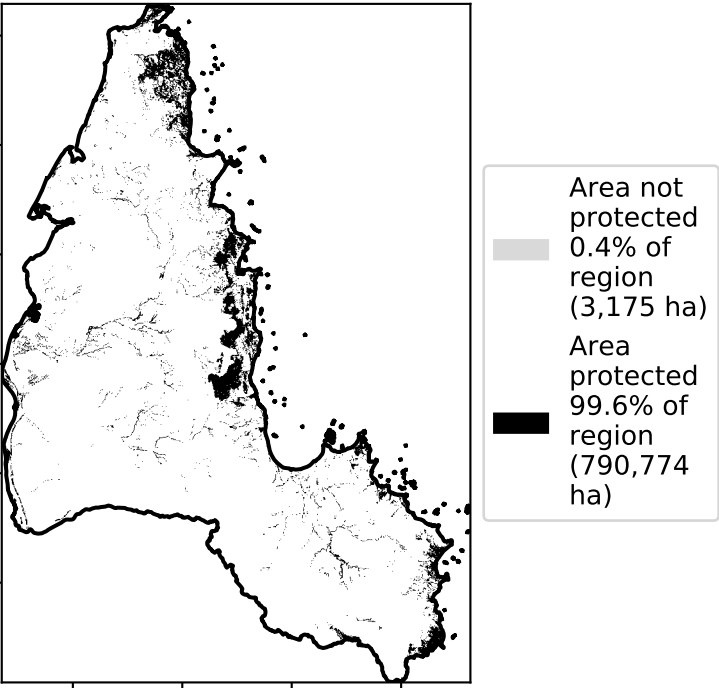 Area not
protected
0.4% of
region
(3,175 ha)
Area
protected
99.6% of
region
(790,774
ha)